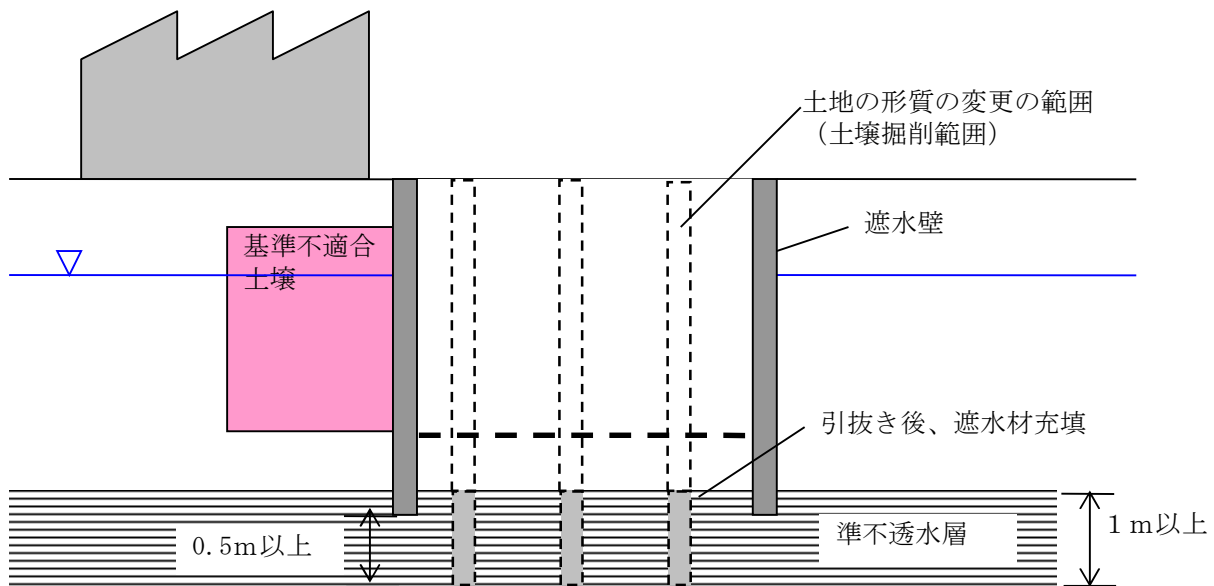 土地の形質の変更の範囲
（土壌掘削範囲）
遮水壁
基準不適合
土壌
引抜き後、遮水材充填
0.5m以上
準不透水層
1m以上